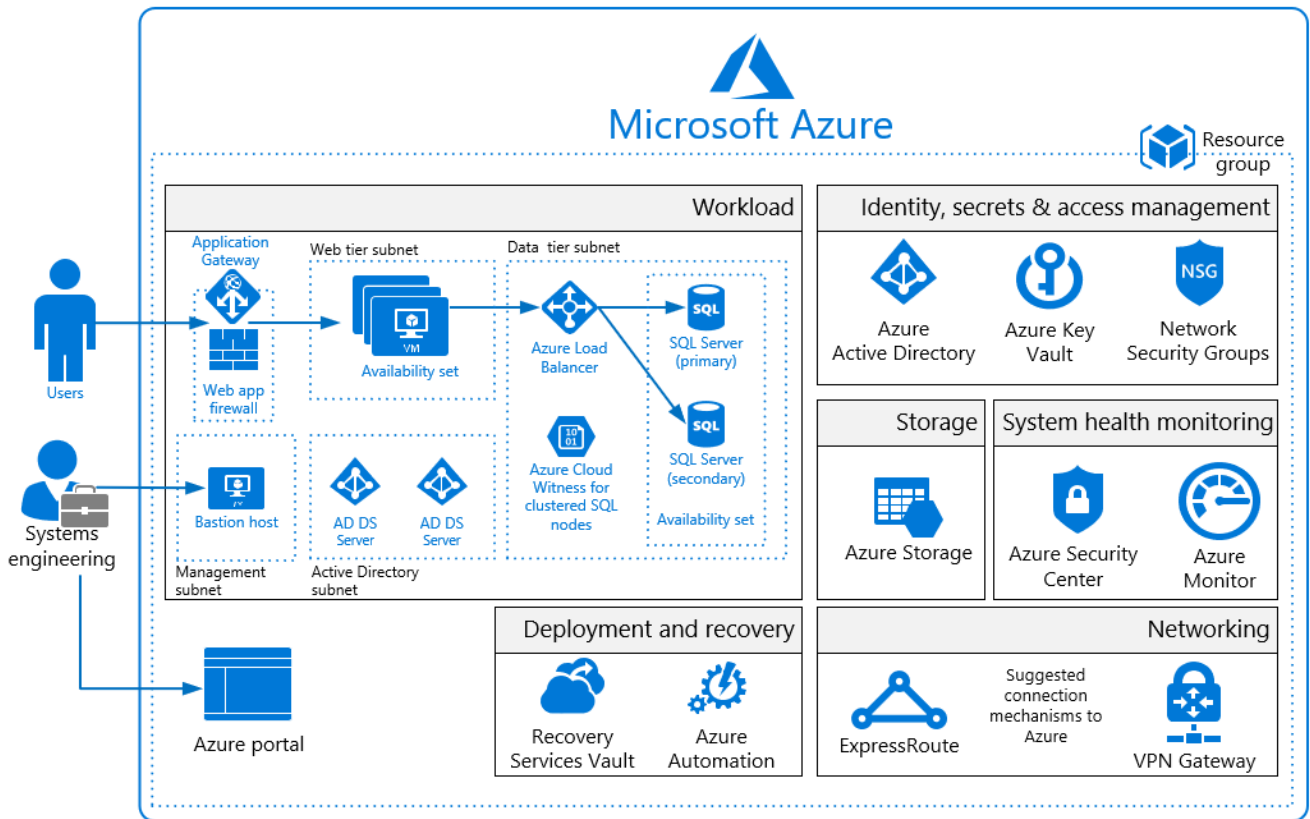 Microsoft Azure
Resource
group
Workload
Application
Gateway
Web tier subnet
Data tier subnet
VM
Availability set
Web app
firewall
Azure Load
Balancer
SQL
SQL Server
(primary)
SQL
SQL Server
(secondary)
Availability set
10
01
Azure Cloud
Witness for
clustered SQL
nodes
Bastion host
Management
subnet
AD DS
Server
AD DS
Server
Active Directory
subnet
Users
Systems
engineering
Azure portal
Identity, secrets & access management
Azure
Active Directory
Azure Key
Vault
NSG
Network
Security Groups
Storage
Azure Storage
System health monitoring
Azure Security
Center
Azure
Monitor
Deployment and recovery
Recovery
Services Vault
Azure
Automation
Networking
ExpressRoute
Suggested
connection
mechanisms to
Azure
VPN Gateway